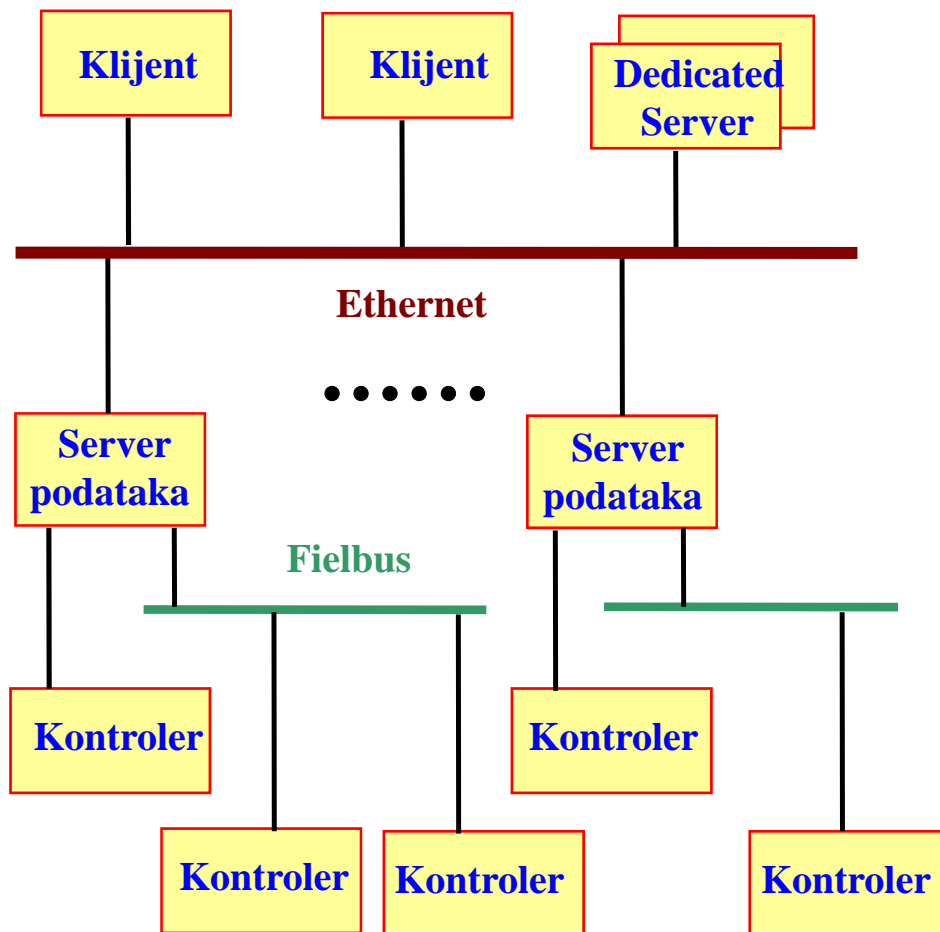 Klijent
Klijent
Dedicated
Server
Ethernet
Server
podataka
Server
podataka
Fielbus
Kontroler
Kontroler
Kontroler
Kontroler
Kontroler